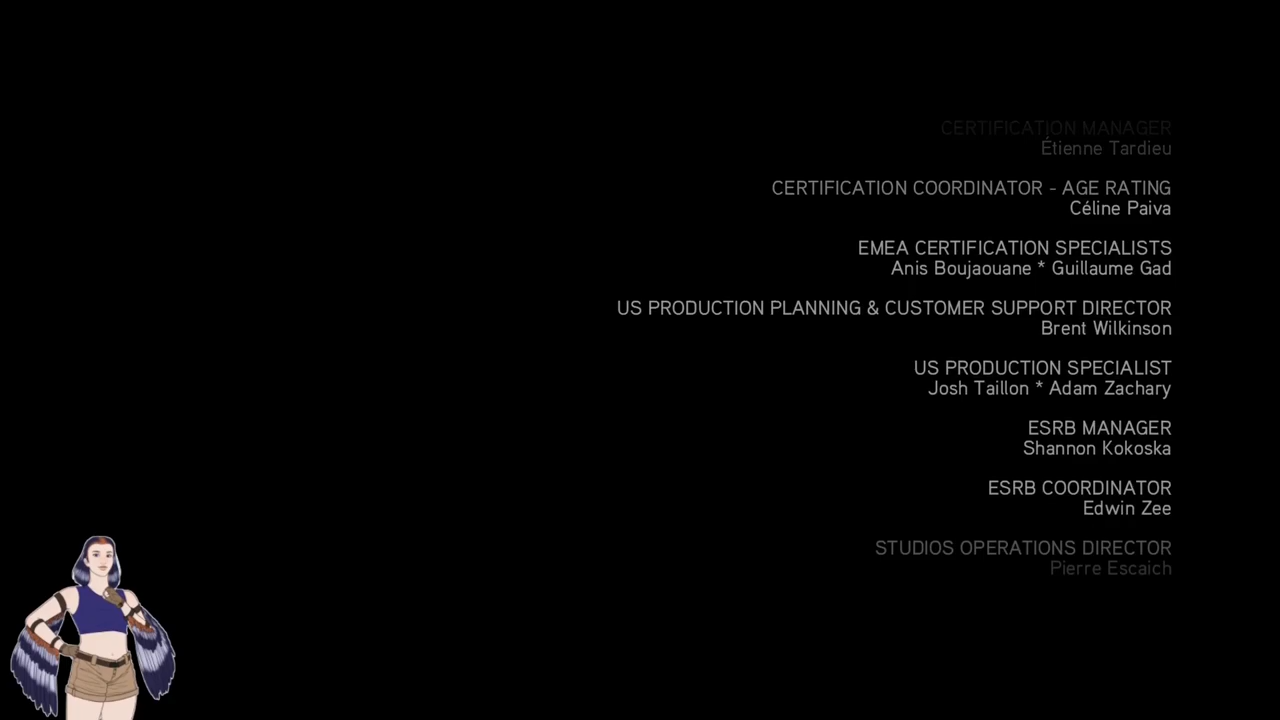 CERTIFICATION MANAGER
Étienne Tardieu
CERTIFICATION COORDINATOR - AGE RATING
Céline Paiva
EMEA CERTIFICATION SPECIALISTS
Anis Boujaouane * Guillaume Gad
US PRODUCTION PLANNING & CUSTOMER SUPPORT DIRECTOR
Brent Wilkinson
US PRODUCTION SPECIALIST
Josh Taillon * Adam Zachary
ESRB MANAGER
Shannon Kokoska
ESRB COORDINATOR
Edwin Zee
STUDIOS OPERATIONS DIRECTOR
Pierre Escaich